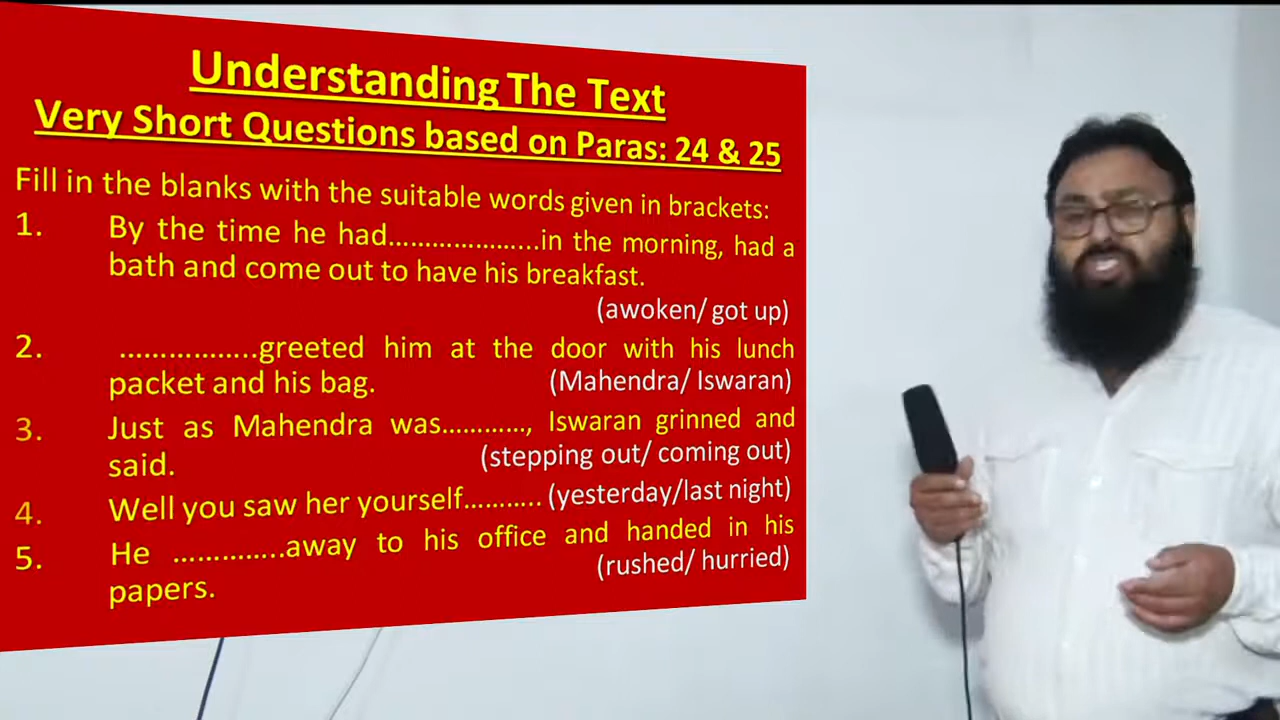 Understanding The Text
Very Short Questions based on Paras: 24 & 25
Fill in the blanks with the suitable words given in brackets:
1. By the time he had…………………..in the morning, had a
bath and come out to have his breakfast.
(awoken/ got up)
2. ……………..greeted him at the door with his lunch
packet and his bag. (Mahendra/ Iswaran)
3. Just as Mahendra was…………, Iswaran grinned and
said. (stepping out/ coming out)
4. Well you saw her yourself……….. (yesterday/last night)
5. He …………..away to his office and handed in his
papers. (rushed/ hurried)